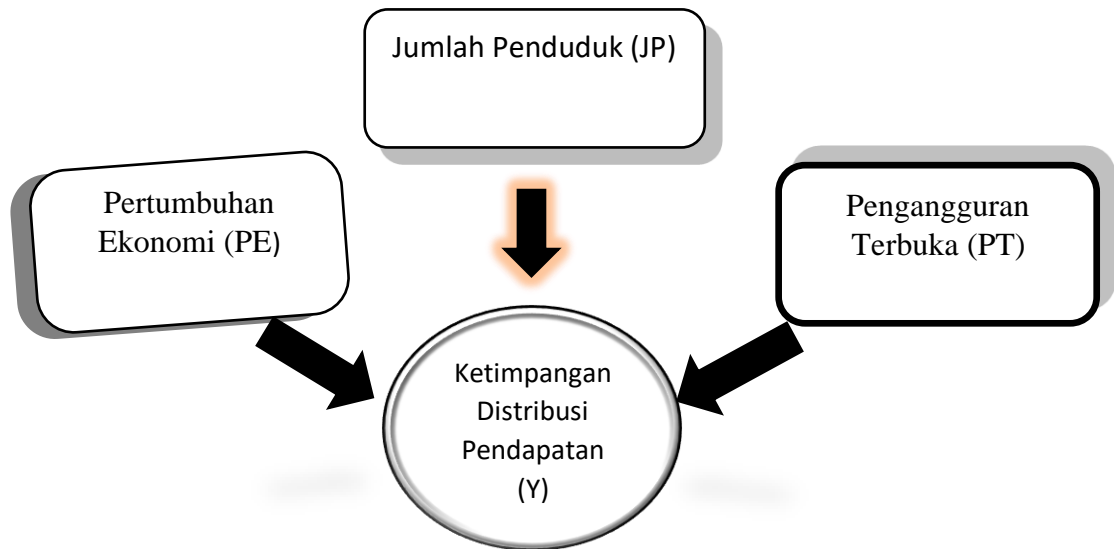 Jumlah Penduduk (JP)
Pertumbuhan
Ekonomi (PE)
Pengangguran
Terbuka (PT)
Ketimpangan
Distribusi
Pendapatan
(Y)